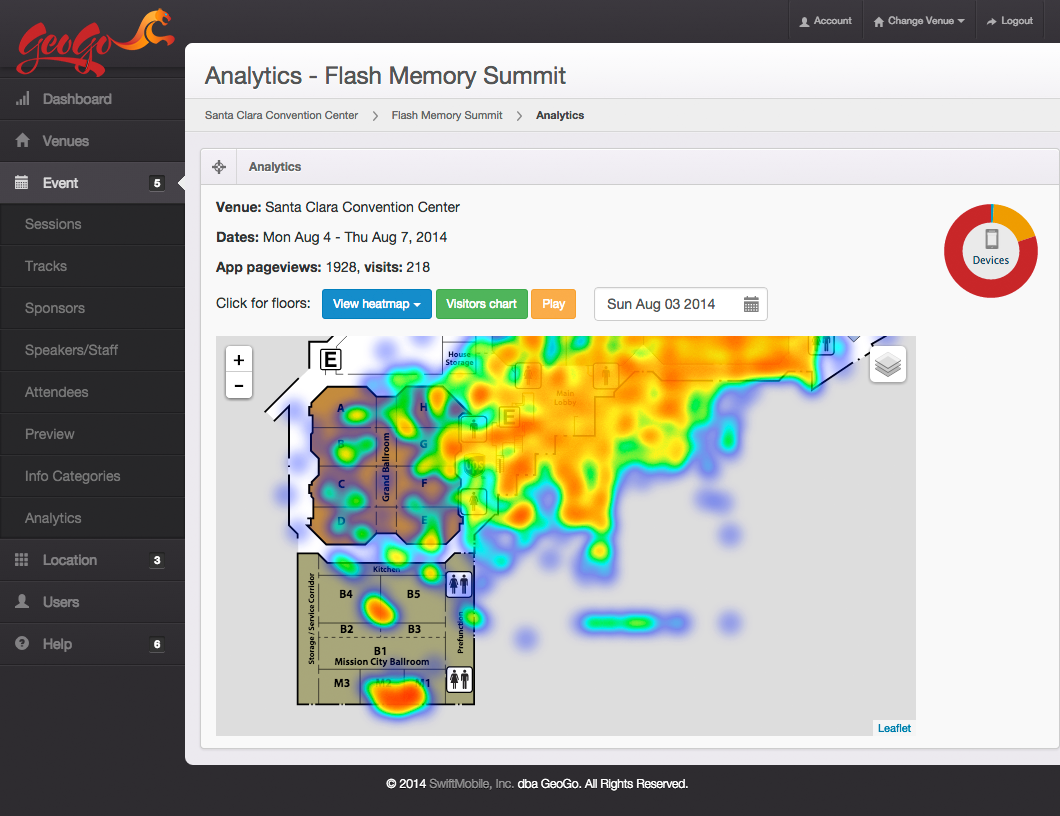 GeoGo
Account
Change Venue
Logout
Analytics - Flash Memory Summit
Santa Clara Convention Center
Flash Memory Summit
Analytics
Dashboard
Venues
Event 5
Sessions
Tracks
Sponsors
Speakers/Staff
Attendees
Preview
Info Categories
Analytics
Location 3
Users
Help 6
Analytics
Venue: Santa Clara Convention Center
Dates: Mon Aug 4 - Thu Aug 7, 2014
App pageviews: 1928, visits: 218
Devices
Click for floors:
View heatmap
Visitors chart
Play
Sun Aug 03 2014
+
−
E
House
Storage
Main
Lobby
E
A
H
B
G
Grand Ballroom
UPS
C
F
D
E
Kitchen
Storage / Service Corridor
B4
B5
B2
B3
Prefunction
B1
Mission City Ballroom
M3
M2
M1
Leaflet
© 2014 SwiftMobile, Inc. dba GeoGo. All Rights Reserved.